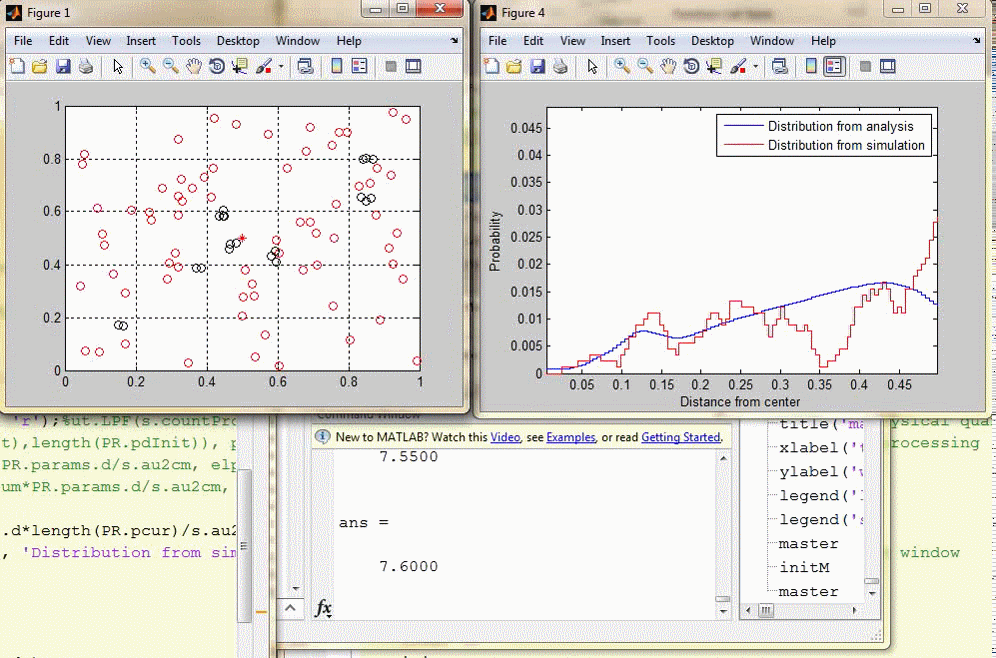 Figure 1
File Edit View Insert Tools Desktop Window Help
1
0.8
0.6
0.4
0.2
0
0 0.2 0.4 0.6 0.8 1
Figure 4
File Edit View Insert Tools Desktop Window Help
Distribution from analysis
Distribution from simulation
0.045
0.04
0.035
0.03
0.025
0.02
0.015
0.01
0.005
0
Probability
0.05 0.1 0.15 0.2 0.25 0.3 0.35 0.4 0.45
Distance from center
'r');%ut.LPF(s.countPro
t),length(PR.pdInit)), p
PR.params.d/s.au2cm, elp
um*PR.params.d/s.au2cm,
.d*length(PR.pcur)/s.au2
, 'Distribution from sim
Command Window
New to MATLAB? Watch this Video, see Examples, or read Getting Started.
7.5500
ans =
7.6000
fx
title('ma
xlabel('t
ylabel('v
legend('
legend('s
master
initM
master
ysical qua
rocessing
window